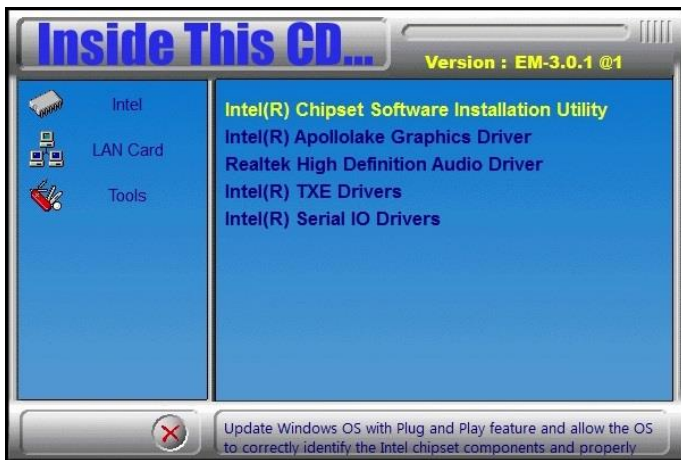 Inside This CD...
Version : EM-3.0.1 @1
Intel
LAN Card
Tools
Intel(R) Chipset Software Installation Utility
Intel(R) Apollolake Graphics Driver
Realtek High Definition Audio Driver
Intel(R) TXE Drivers
Intel(R) Serial IO Drivers
Update Windows OS with Plug and Play feature and allow the OS
to correctly identify the Intel chipset components and properly